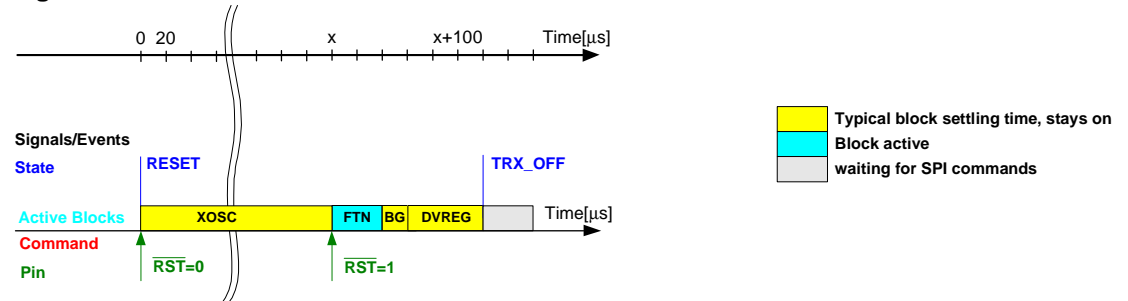 0 20 x x+100 Time[μs]
Signals/Events
State RESET TRX_OFF
Active Blocks XOSC FTN BG DVREG Time[μs]
Command
Pin RST=0 RST=1
Typical block settling time, stays on
Block active
waiting for SPI commands